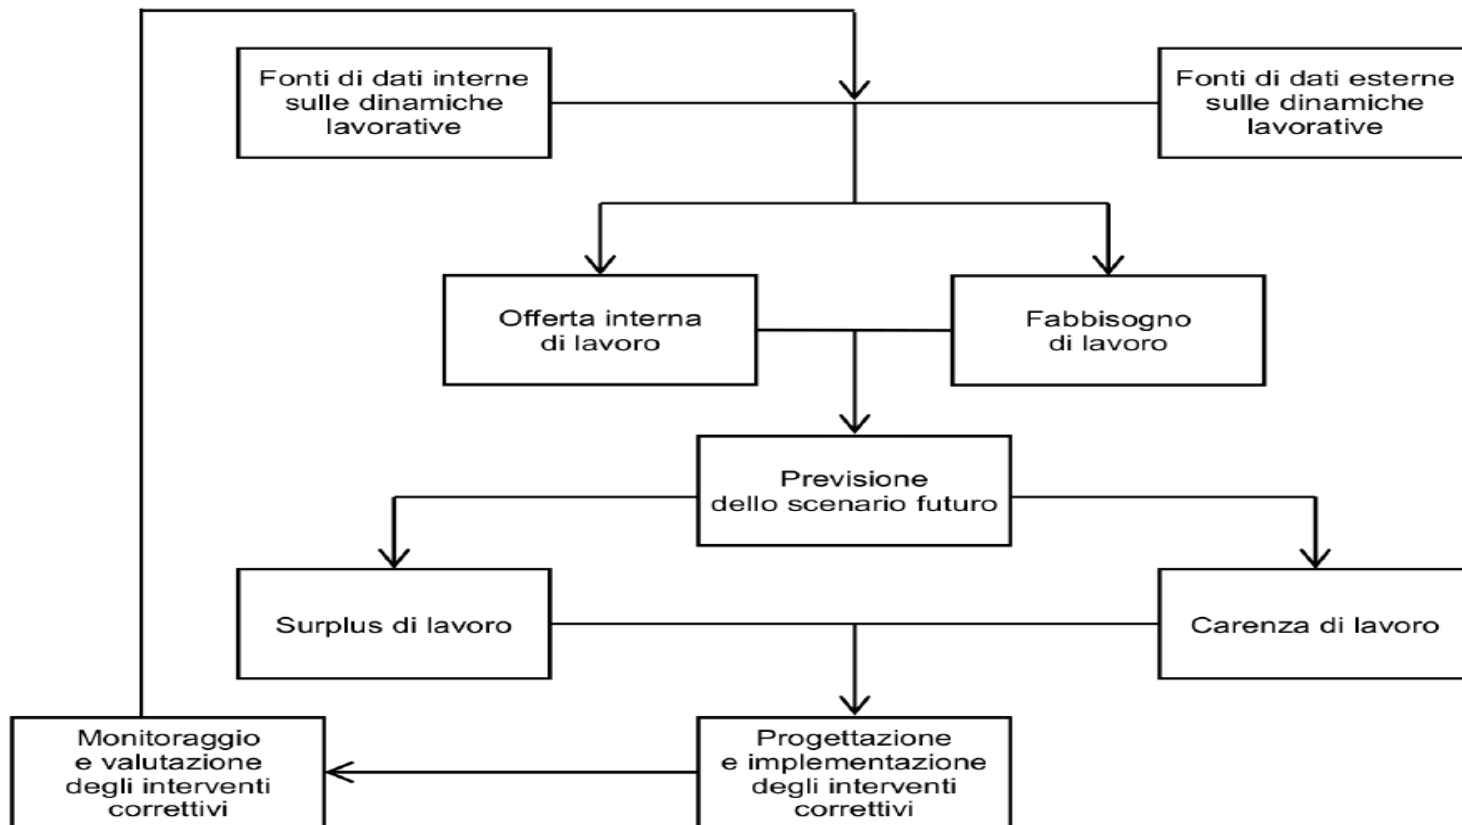 Fonti di dati interne
sulle dinamiche
lavorative
Fonti di dati esterne
sulle dinamiche
lavorative
Offerta interna
di lavoro
Fabbisogno
di lavoro
Previsione
dello scenario futuro
Surplus di lavoro
Carenza di lavoro
Monitoraggio
e valutazione
degli interventi
correttivi
Progettazione
e implementazione
degli interventi
correttivi